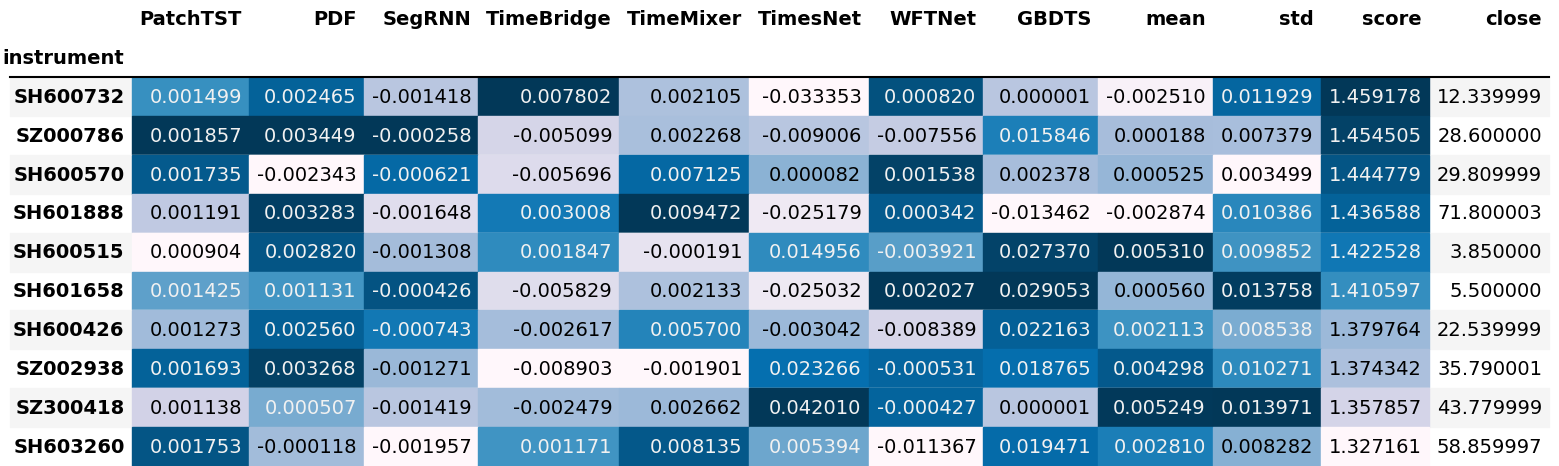 PatchTST PDF SegRNN TimeBridge TimeMixer TimesNet WFTNet GBDTS mean std score close
instrument
SH600732 0.001499 0.002465 -0.001418 0.007802 0.002105 -0.033353 0.000820 0.000001 -0.002510 0.011929 1.459178 12.339999
SZ000786 0.001857 0.003449 -0.000258 -0.005099 0.002268 -0.009006 -0.007556 0.015846 0.000188 0.007379 1.454505 28.600000
SH600570 0.001735 -0.002343 -0.000621 -0.005696 0.007125 0.000082 0.001538 0.002378 0.000525 0.003499 1.444779 29.809999
SH601888 0.001191 0.003283 -0.001648 0.003008 0.009472 -0.025179 0.000342 -0.013462 -0.002874 0.010386 1.436588 71.800003
SH600515 0.000904 0.002820 -0.001308 0.001847 -0.000191 0.014956 -0.003921 0.027370 0.005310 0.009852 1.422528 3.850000
SH601658 0.001425 0.001131 -0.000426 -0.005829 0.002133 -0.025032 0.002027 0.029053 0.000560 0.013758 1.410597 5.500000
SH600426 0.001273 0.002560 -0.000743 -0.002617 0.005700 -0.003042 -0.008389 0.022163 0.002113 0.008538 1.379764 22.539999
SZ002938 0.001693 0.003268 -0.001271 -0.008903 -0.001901 0.023266 -0.000531 0.018765 0.004298 0.010271 1.374342 35.790001
SZ300418 0.001138 0.000507 -0.001419 -0.002479 0.002662 0.042010 -0.000427 0.000001 0.005249 0.013971 1.357857 43.779999
SH603260 0.001753 -0.000118 -0.001957 0.001171 0.008135 0.005394 -0.011367 0.019471 0.002810 0.008282 1.327161 58.859997